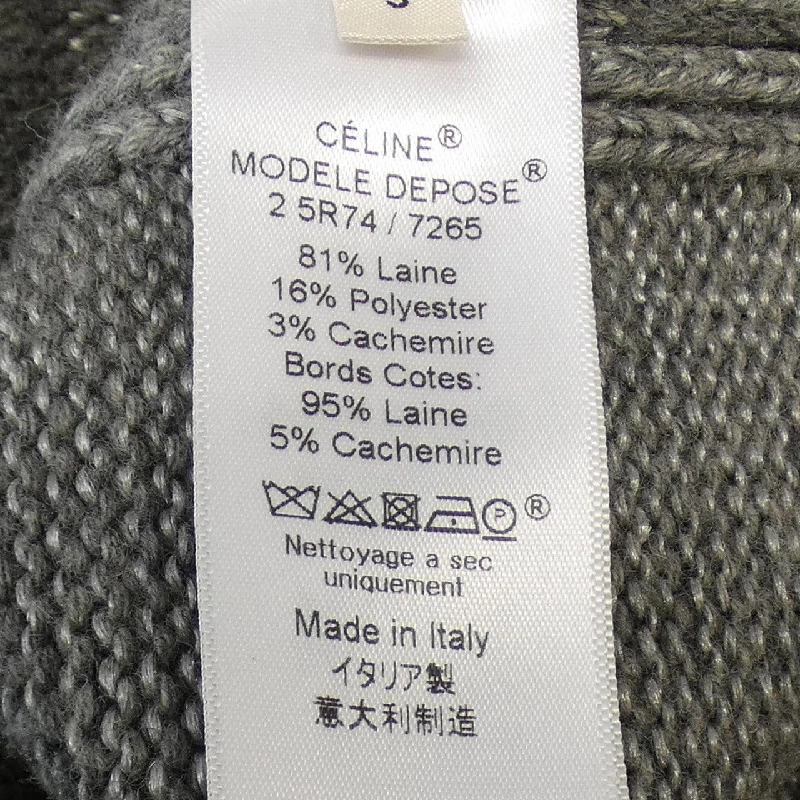 S
CÉLINE®
MODELE DEPOSE®
2 5R74 / 7265
81% Laine
16% Polyester
3% Cachemire
Bords Cotes:
95% Laine
5% Cachemire
P ®
Nettoyage a sec
uniquement
Made in Italy
イタリア製
意大利制造